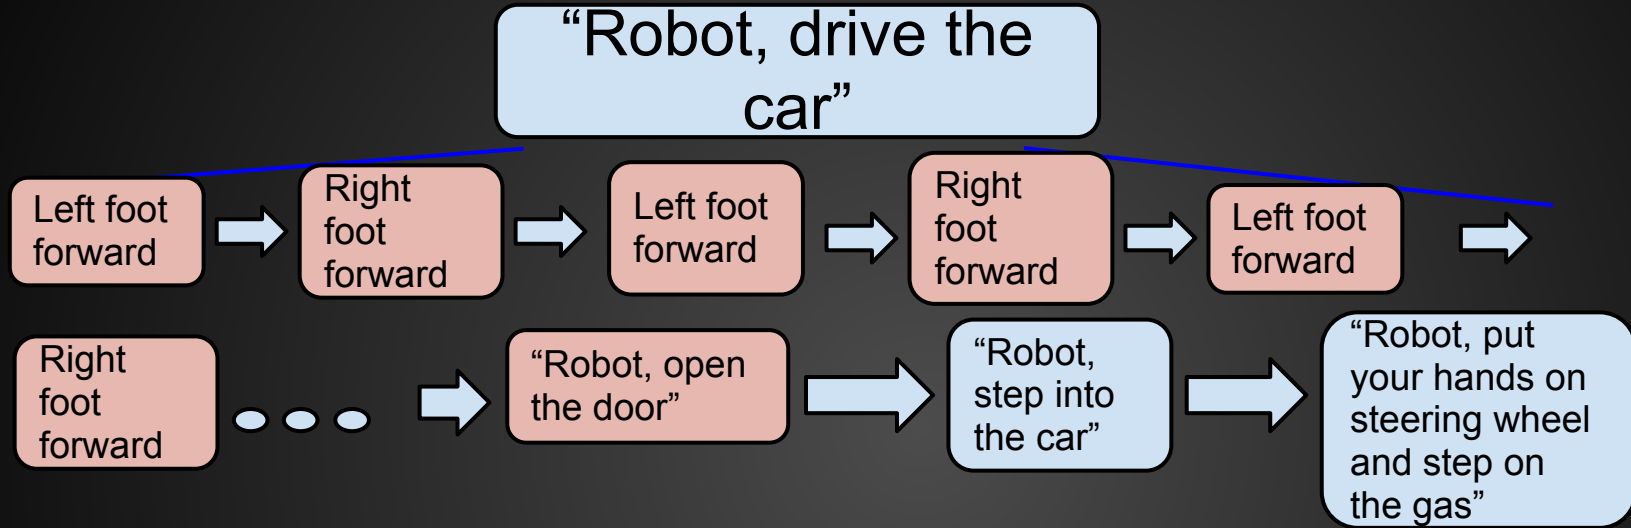 “Robot, drive the
car”
Left foot
forward
Right
foot
forward
Left foot
forward
Right
foot
forward
Left foot
forward
Right
foot
forward
“Robot, open
the door”
“Robot,
step into
the car”
“Robot, put
your hands on
steering wheel
and step on
the gas”